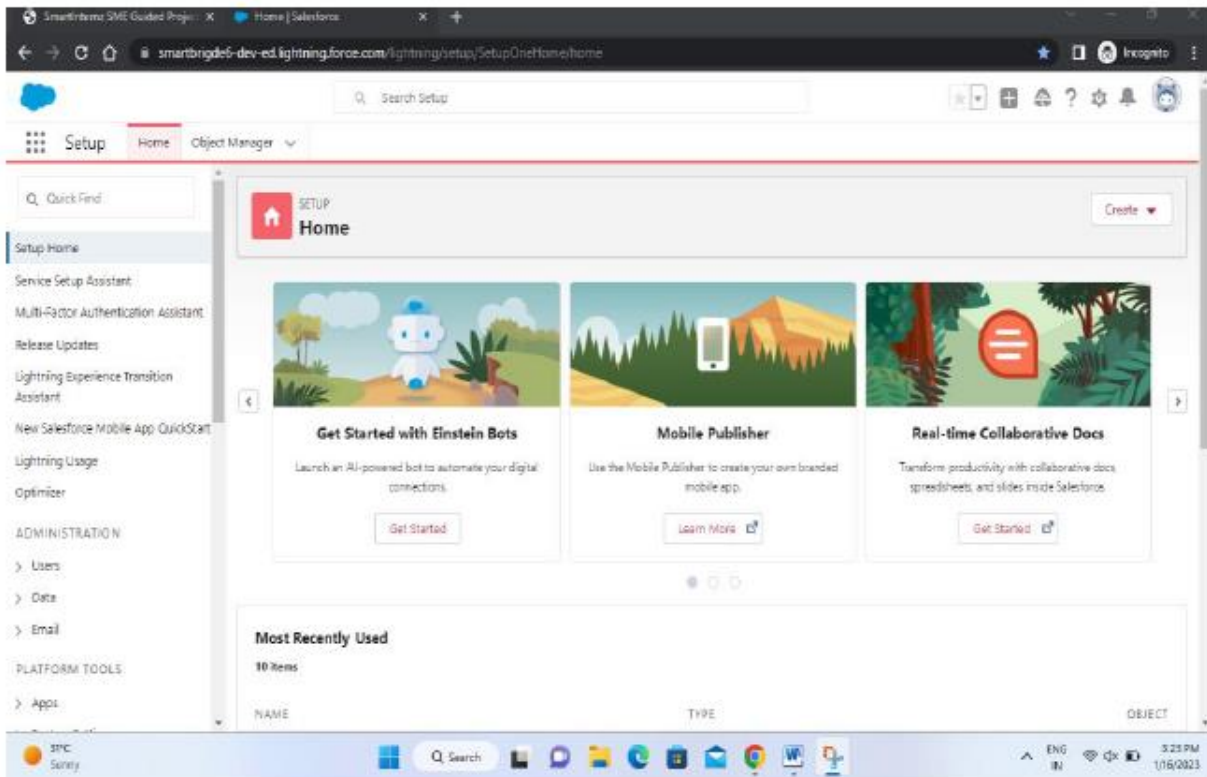 SmartInternz SME Guided Proje
Home | Salesforce
smartbrigde6-dev-ed.lightning.force.com/lightning/setup/SetupOneHome/home
Incognito
Search Setup
Setup
Home
Object Manager
Quick Find
Setup Home
Service Setup Assistant
Multi-Factor Authentication Assistant
Release Updates
Lightning Experience Transition
Assistant
New Salesforce Mobile App QuickStart
Lightning Usage
Optimizer
ADMINISTRATION
Users
Data
Email
PLATFORM TOOLS
Apps
SETUP
Home
Create
Get Started with Einstein Bots
Launch an AI-powered bot to automate your digital
connections.
Get Started
Mobile Publisher
Use the Mobile Publisher to create your own branded
mobile app.
Learn More
Real-time Collaborative Docs
Transform productivity with collaborative docs,
spreadsheets, and slides inside Salesforce.
Get Started
Most Recently Used
10 items
NAME
TYPE
OBJECT
31°C
Sunny
Search
ENG
IN
3:23 PM
1/16/2023